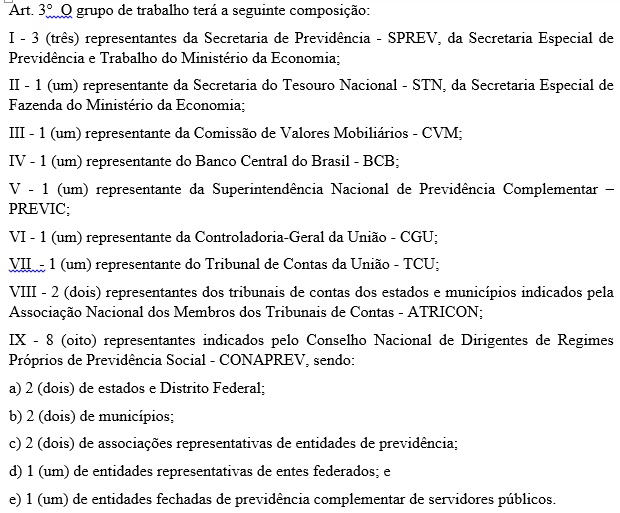 Art. 3º O grupo de trabalho terá a seguinte composição:
I - 3 (três) representantes da Secretaria de Previdência - SPREV, da Secretaria Especial de
Previdência e Trabalho do Ministério da Economia;
II - 1 (um) representante da Secretaria do Tesouro Nacional - STN, da Secretaria Especial de
Fazenda do Ministério da Economia;
III - 1 (um) representante da Comissão de Valores Mobiliários - CVM;
IV - 1 (um) representante do Banco Central do Brasil - BCB;
V - 1 (um) representante da Superintendência Nacional de Previdência Complementar –
PREVIC;
VI - 1 (um) representante da Controladoria-Geral da União - CGU;
VII - 1 (um) representante do Tribunal de Contas da União - TCU;
VIII - 2 (dois) representantes dos tribunais de contas dos estados e municípios indicados pela
Associação Nacional dos Membros dos Tribunais de Contas - ATRICON;
IX - 8 (oito) representantes indicados pelo Conselho Nacional de Dirigentes de Regimes
Próprios de Previdência Social - CONAPREV, sendo:
a) 2 (dois) de estados e Distrito Federal;
b) 2 (dois) de municípios;
c) 2 (dois) de associações representativas de entidades de previdência;
d) 1 (um) de entidades representativas de entes federados; e
e) 1 (um) de entidades fechadas de previdência complementar de servidores públicos.